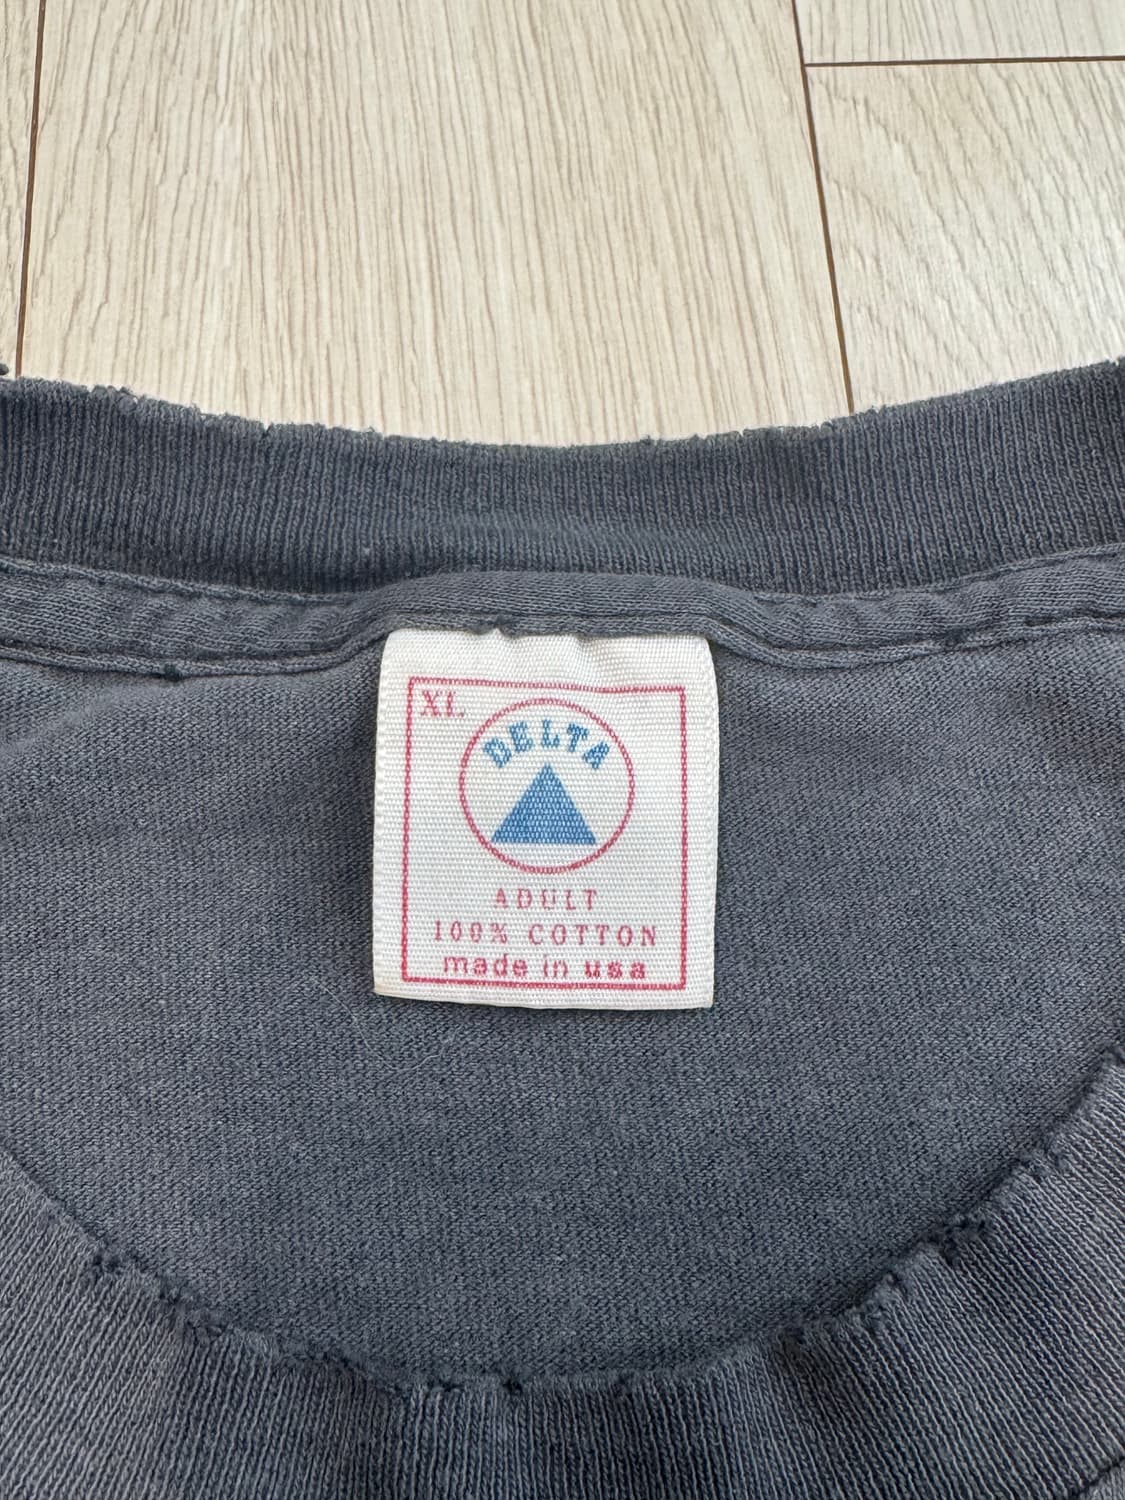 XL
DELTA
ADULT
100% COTTON
made in usa